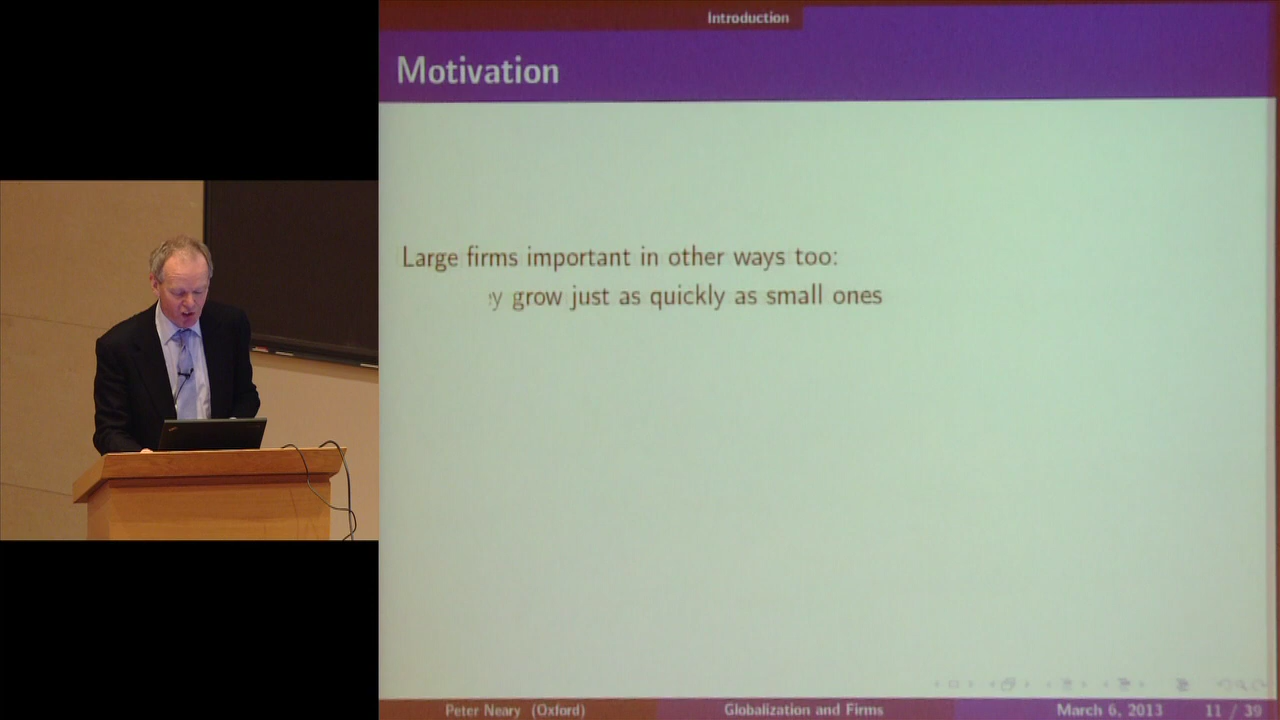 Introduction
Motivation
Large firms important in other ways too:
y grow just as quickly as small ones
Peter Neary (Oxford)
Globalization and Firms
March 6, 2013
11 / 39